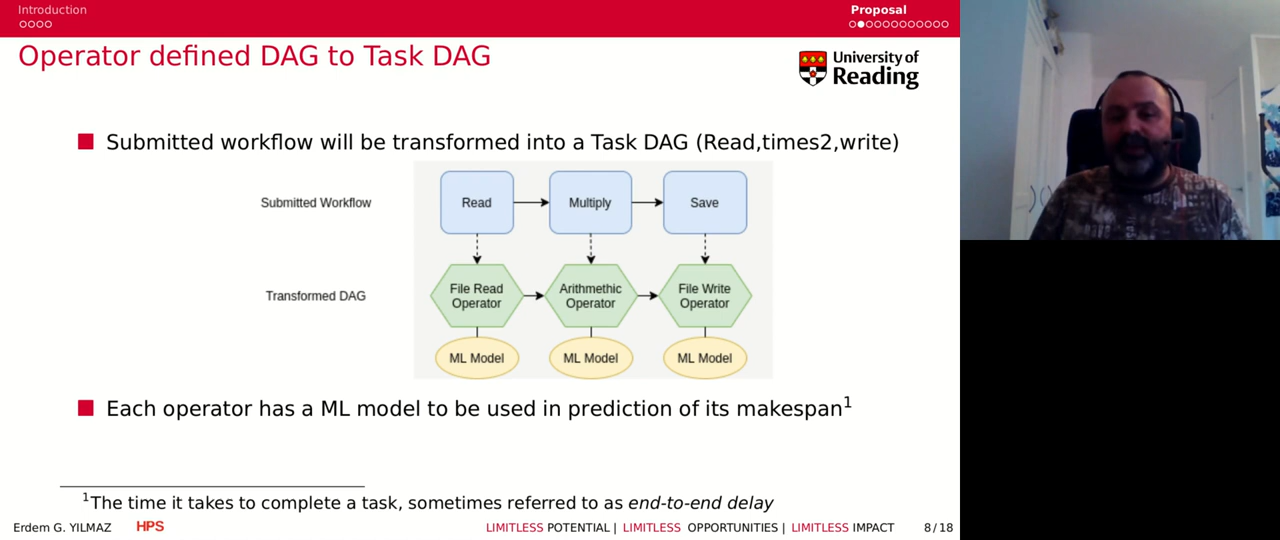 Introduction
Proposal
Operator defined DAG to Task DAG
University of
Reading
Submitted workflow will be transformed into a Task DAG (Read,times2,write)
Submitted Workflow
Read
Multiply
Save
Transformed DAG
File Read
Operator
Arithmethic
Operator
File Write
Operator
ML Model
ML Model
ML Model
Each operator has a ML model to be used in prediction of its makespan1
1The time it takes to complete a task, sometimes referred to as end-to-end delay
Erdem G. YILMAZ HPS LIMITLESS POTENTIAL | LIMITLESS OPPORTUNITIES | LIMITLESS IMPACT 8/18